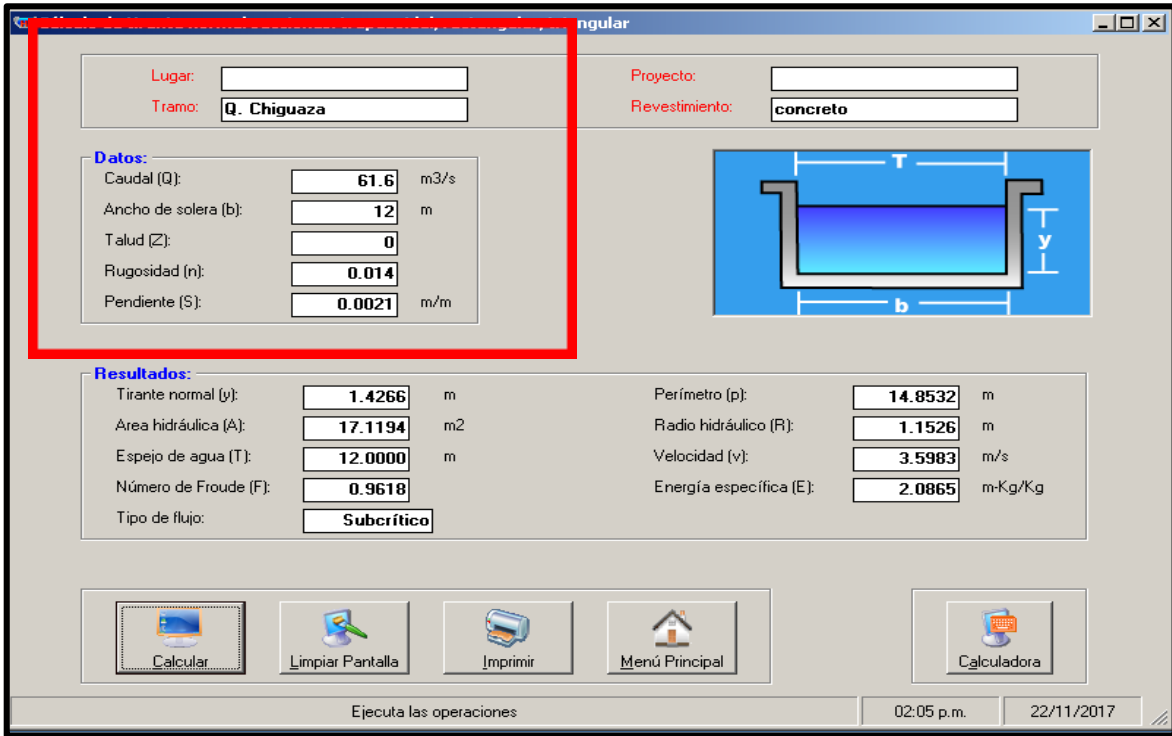 ngular
Lugar: Proyecto:
Tramo: Q. Chiguaza Revestimiento: concreto
Datos:
Caudal (Q): 61.6 m3/s
Ancho de solera (b): 12 m
Talud (Z): 0
Rugosidad (n): 0.014
Pendiente (S): 0.0021 m/m
T
y
b
Resultados:
Tirante normal (y): 1.4266 m Perímetro (p): 14.8532 m
Area hidráulica (A): 17.1194 m2 Radio hidráulico (R): 1.1526 m
Espejo de agua (T): 12.0000 m Velocidad (v): 3.5983 m/s
Número de Froude (F): 0.9618 Energía específica (E): 2.0865 m-Kg/Kg
Tipo de flujo: Subcrítico
Calcular Limpiar Pantalla Imprimir Menú Principal Calculadora
Ejecuta las operaciones 02:05 p.m. 22/11/2017